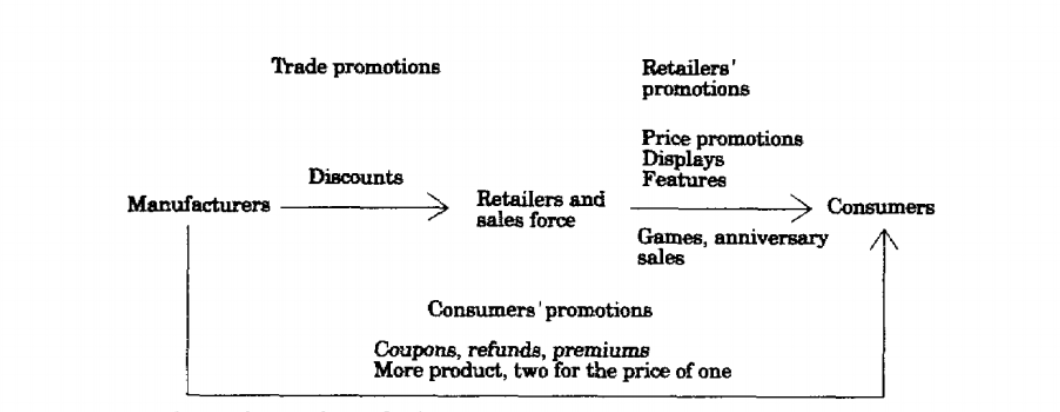 Trade promotions
Retailers'
promotions
Price promotions
Displays
Features
Discounts
Manufacturers
Retailers and
sales force
Consumers
Games, anniversary
sales
Consumers' promotions
Coupons, refunds, premiums
More product, two for the price of one